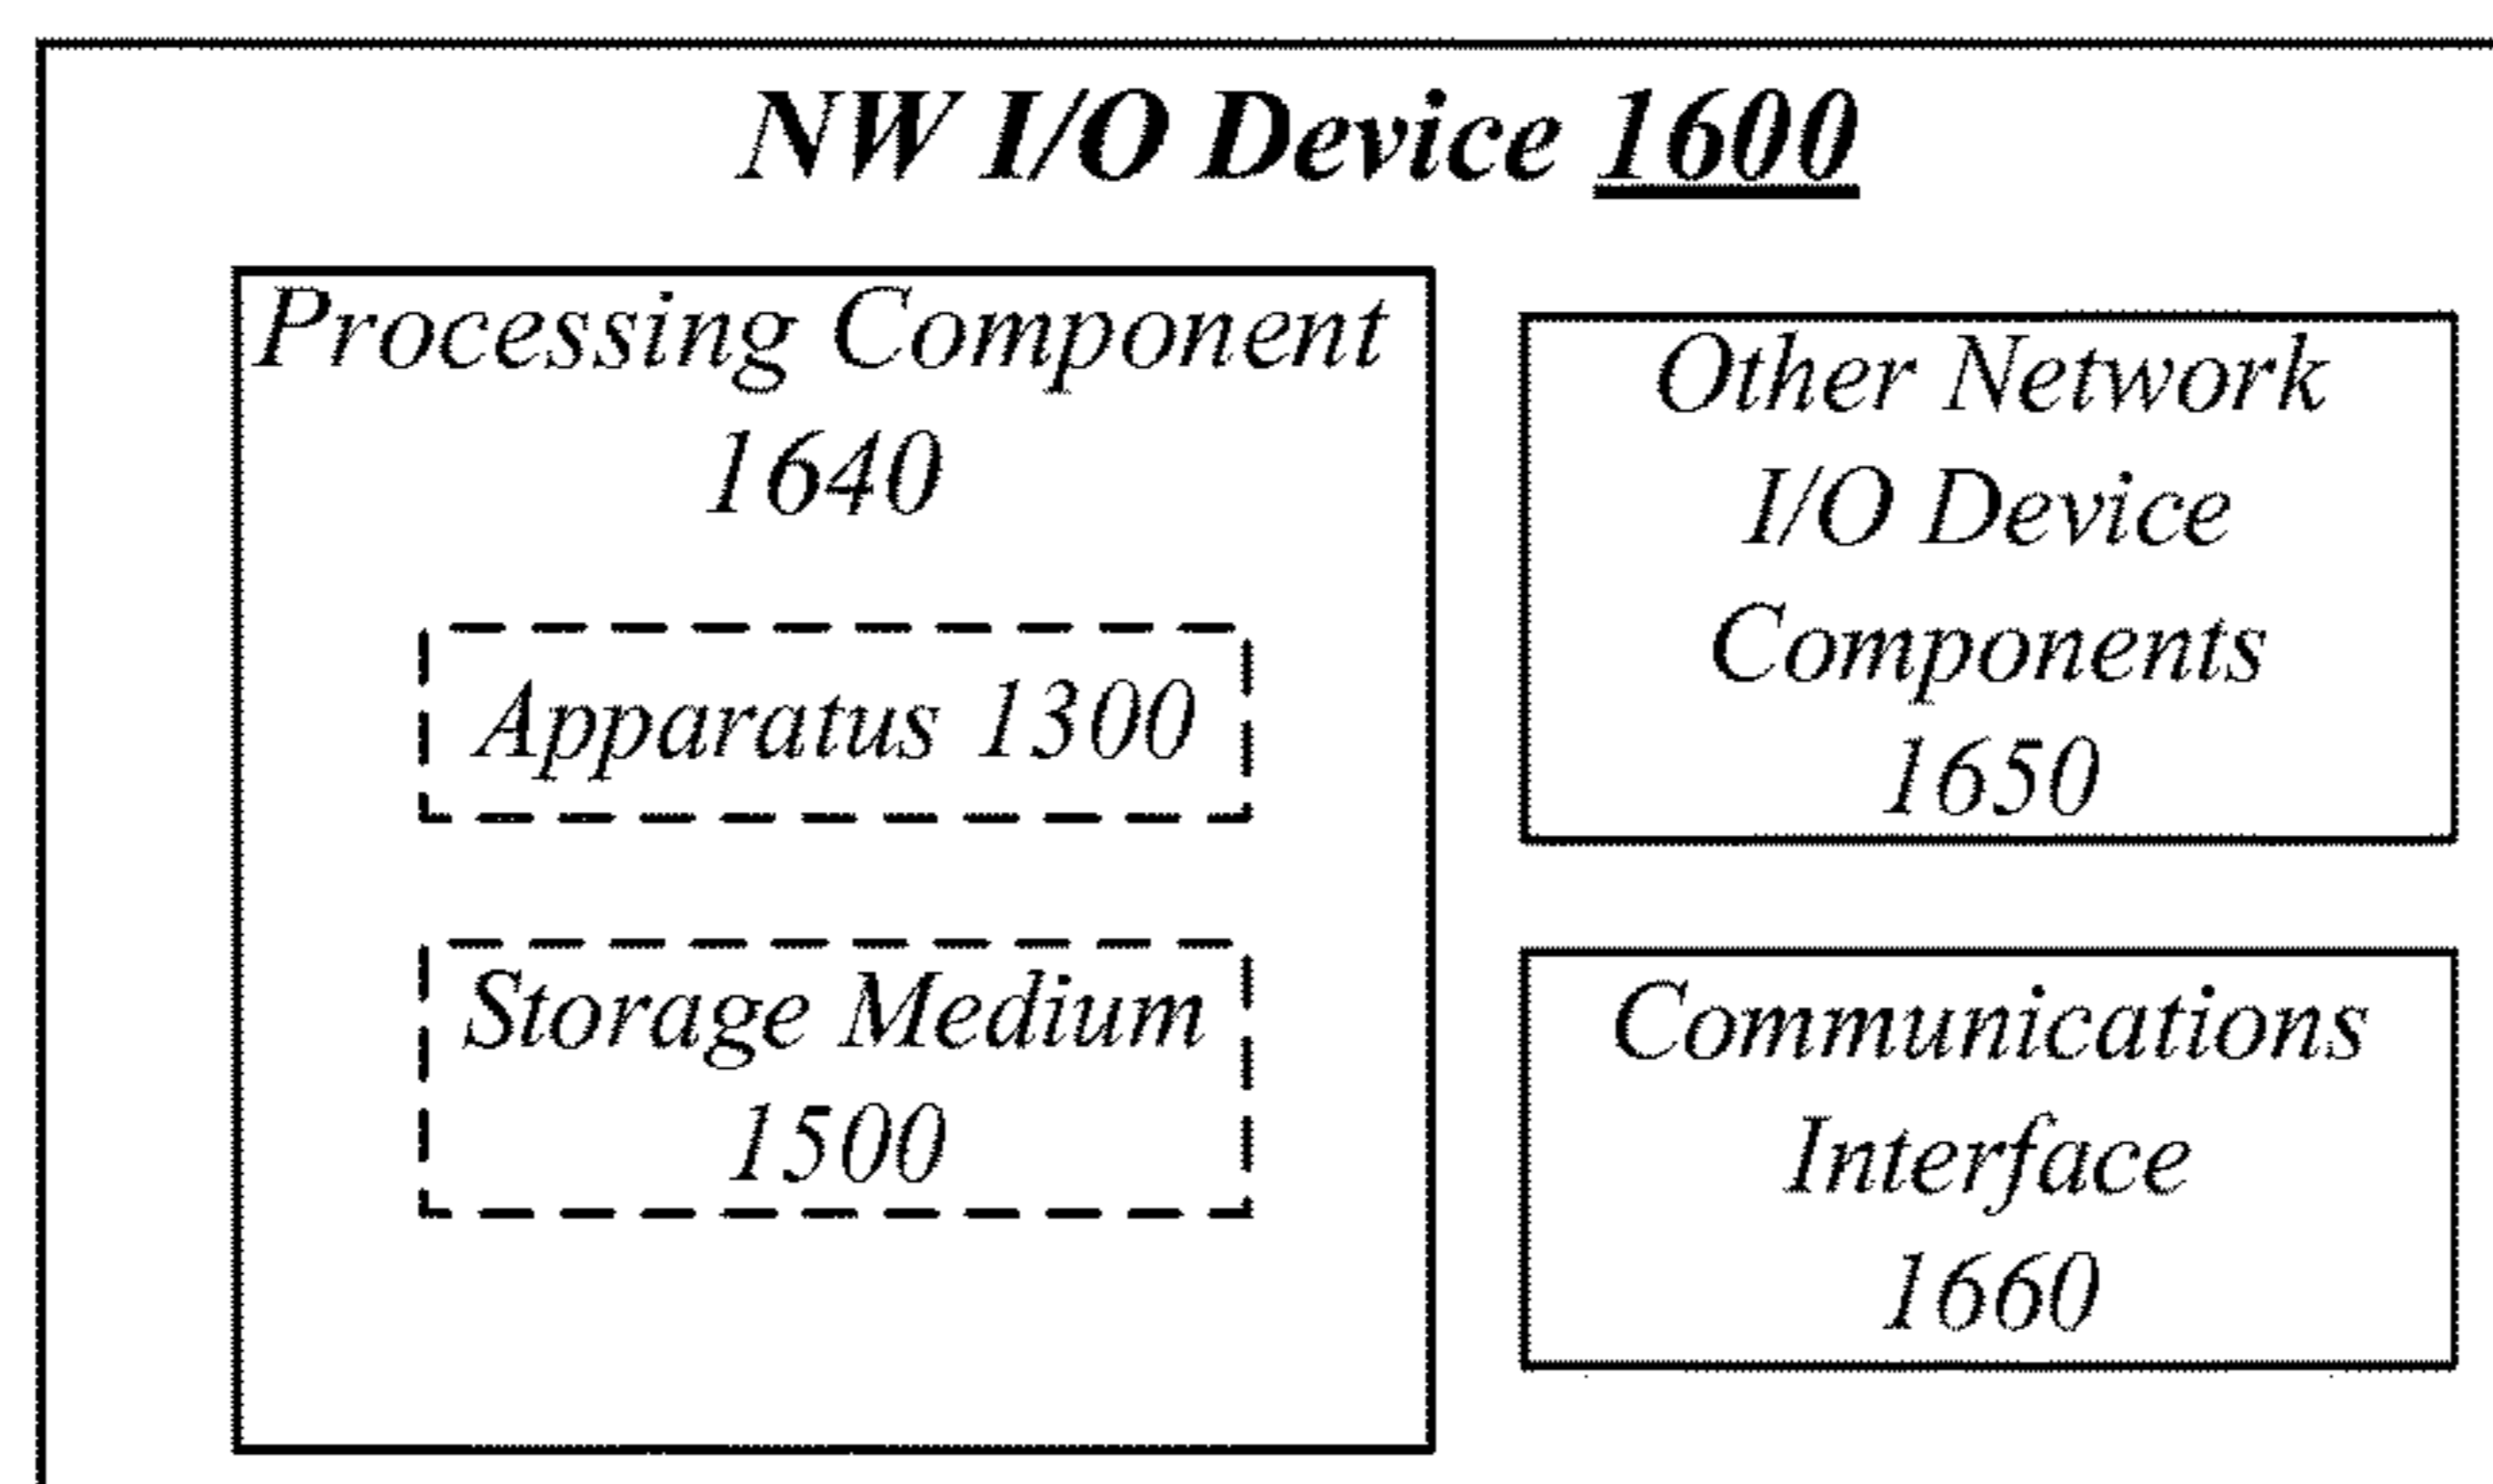 NW I/O Device 1600
Processing Component
1640
Apparatus 1300
Storage Medium
1500
Other Network
I/O Device
Components
1650
Communications
Interface
1660